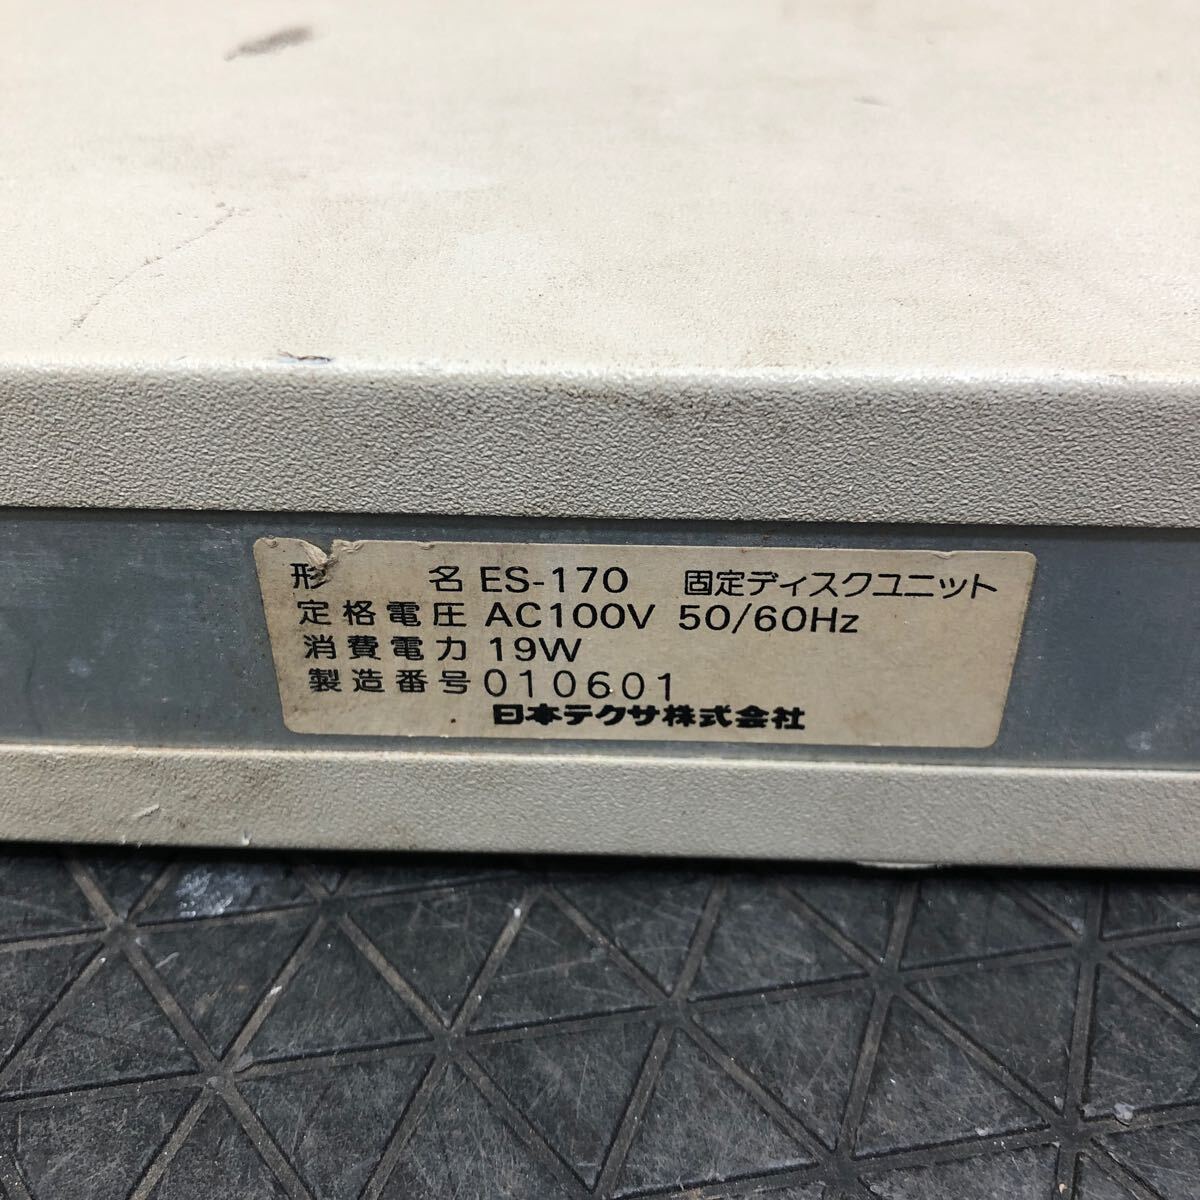 形名 ES-170 固定ディスクユニット
定格電圧 AC100V 50/60Hz
消費電力 19W
製造番号 010601
日本テクサ株式会社